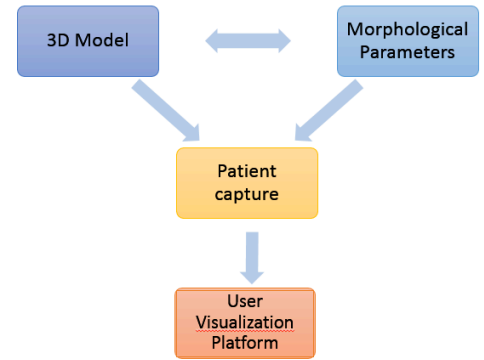 3D Model
Morphological
Parameters
Patient
capture
User
Visualization
Platform